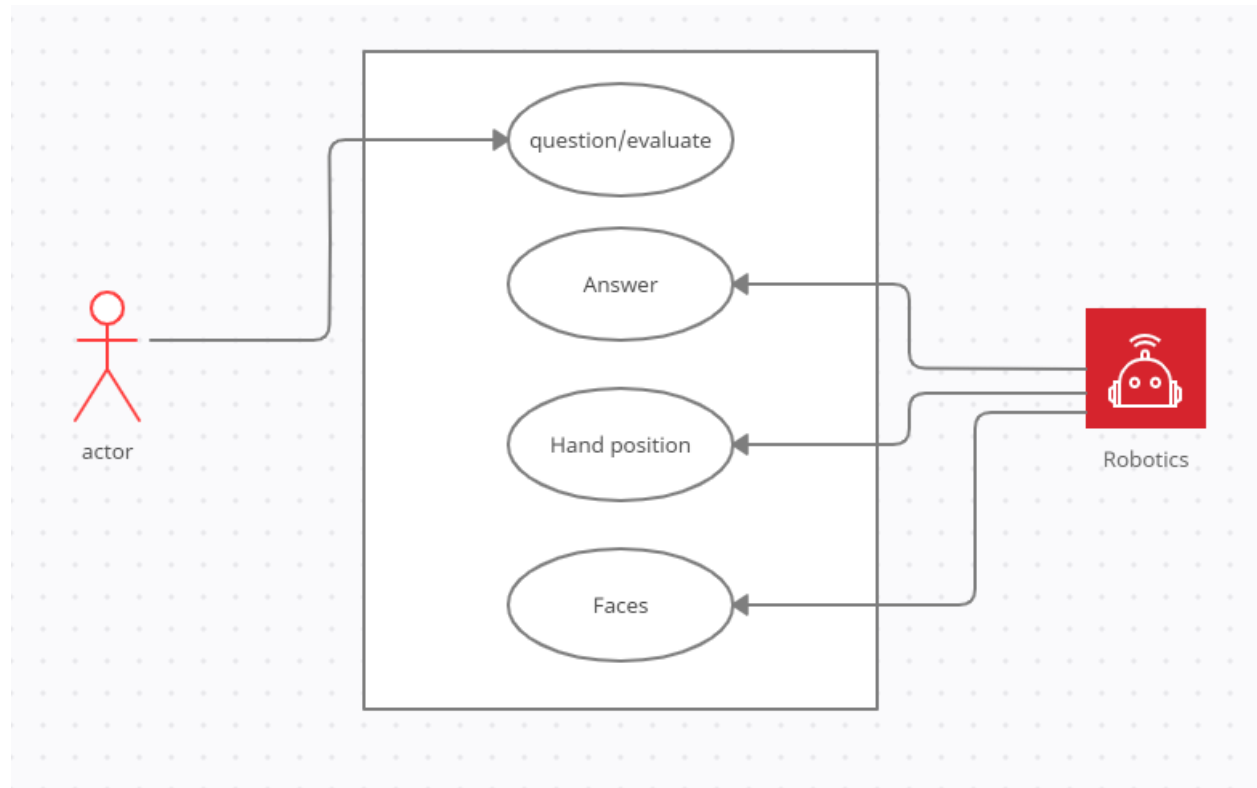 question/evaluate
Answer
Hand position
Faces
actor
Robotics